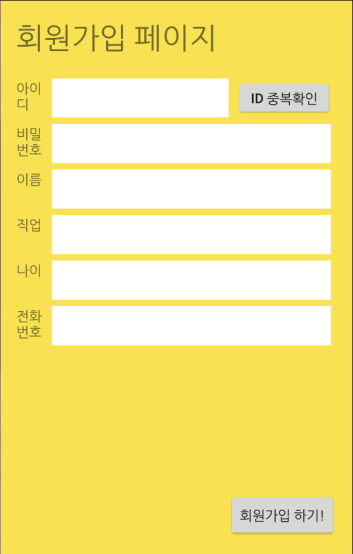 회원가입 페이지
아이
디
ID 중복확인
비밀
번호
이름
직업
나이
전화
번호
회원가입 하기!